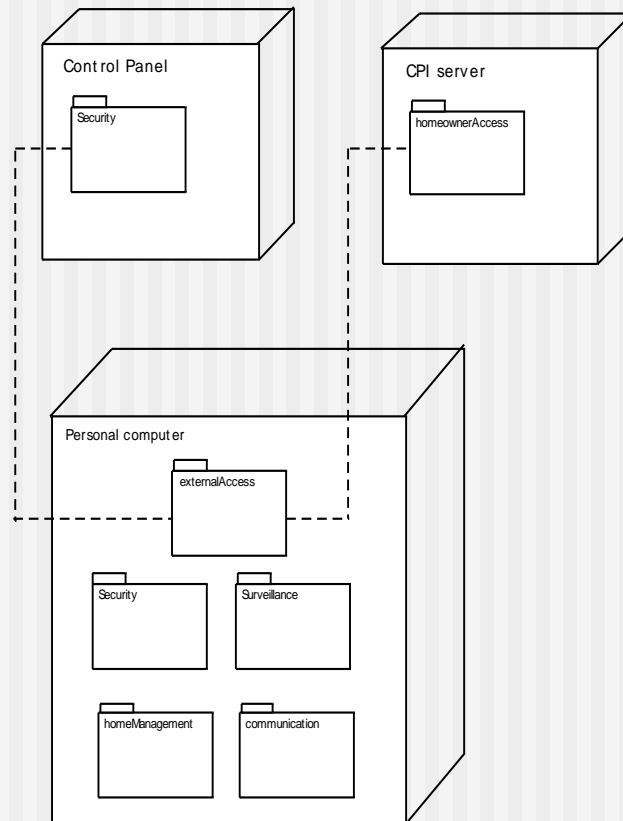 Control Panel
CPI server
Security
homeownerAccess
Personal computer
externalAccess
Security
Surveillance
homeManagement
communication